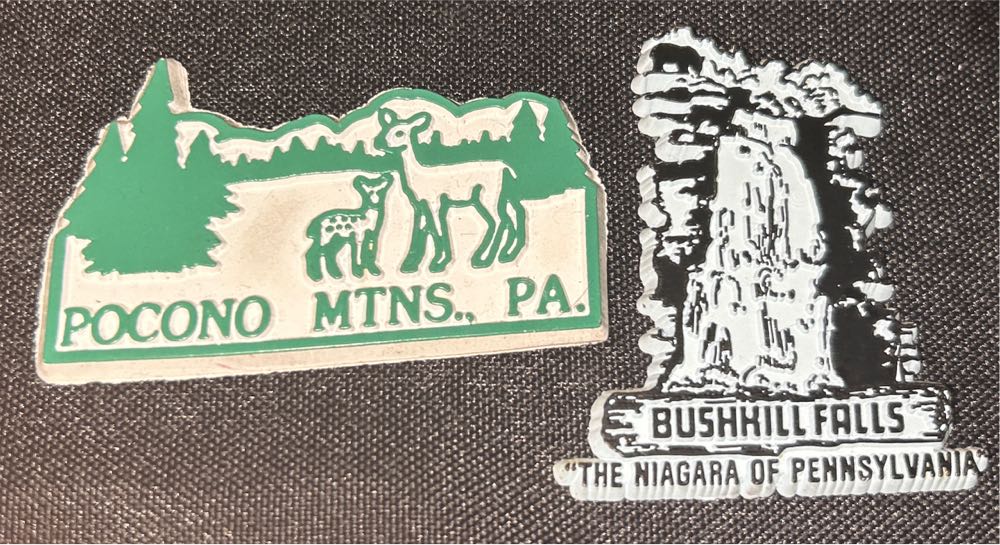 POCONO MTNS., PA.
BUSHKILL FALLS
"THE NIAGARA OF PENNSYLVANIA"